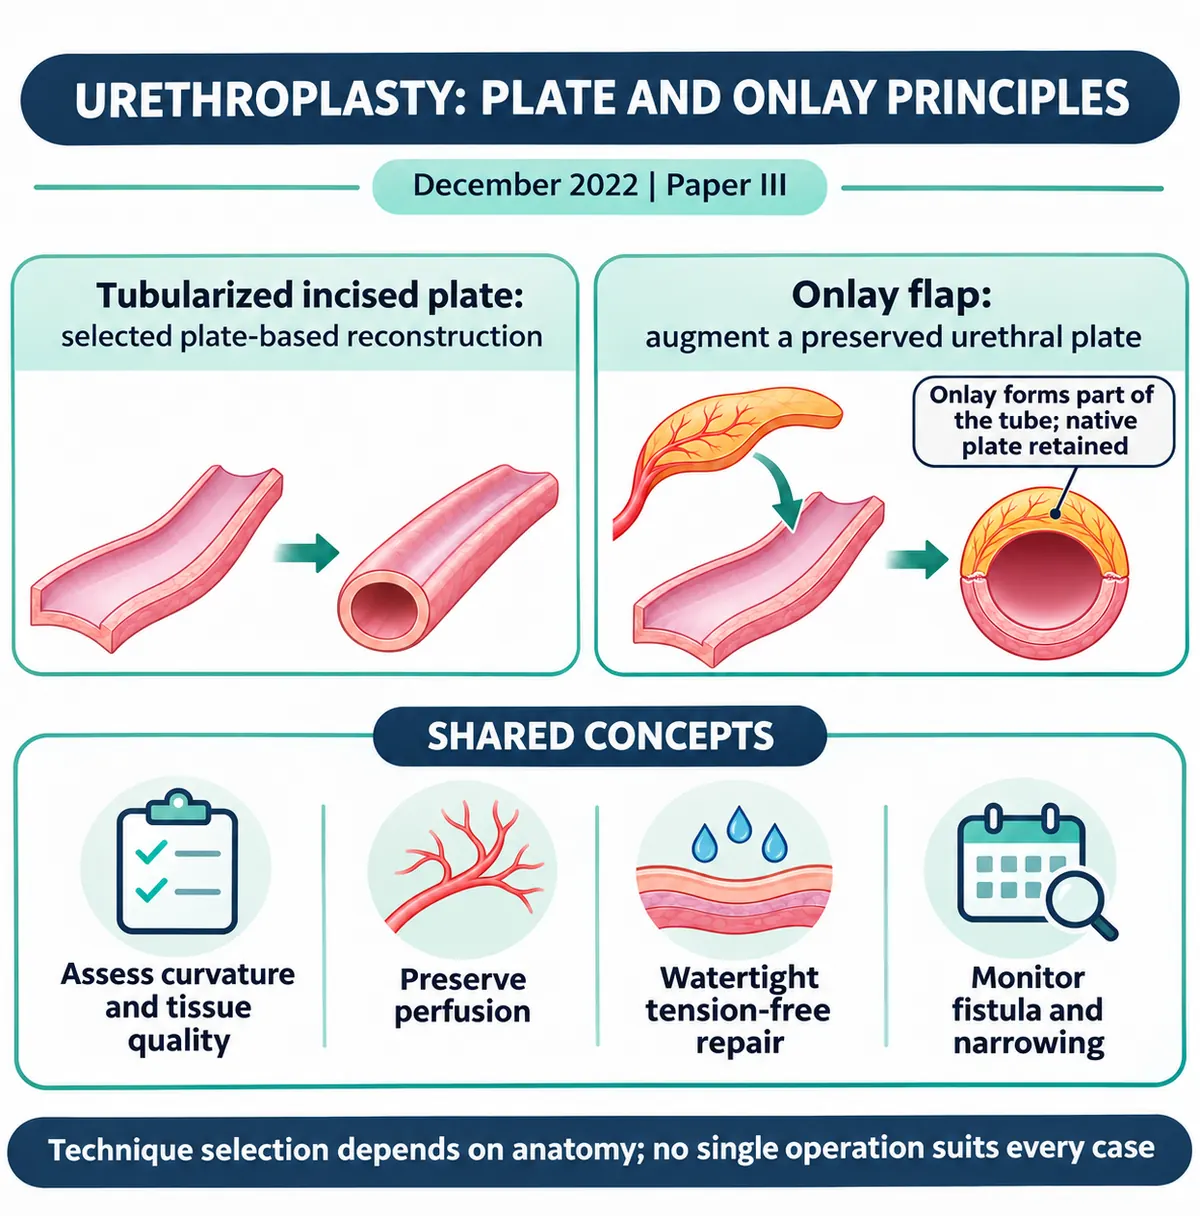 URETHROPLASTY: PLATE AND ONLAY PRINCIPLES
December 2022 | Paper III
Tubularized incised plate:
selected plate-based reconstruction
Onlay flap:
augment a preserved urethral plate
Onlay forms part of
the tube; native
plate retained
SHARED CONCEPTS
Assess curvature
and tissue
quality
Preserve
perfusion
Watertight
tension-free
repair
Monitor
fistula and
narrowing
Technique selection depends on anatomy; no single operation suits every case